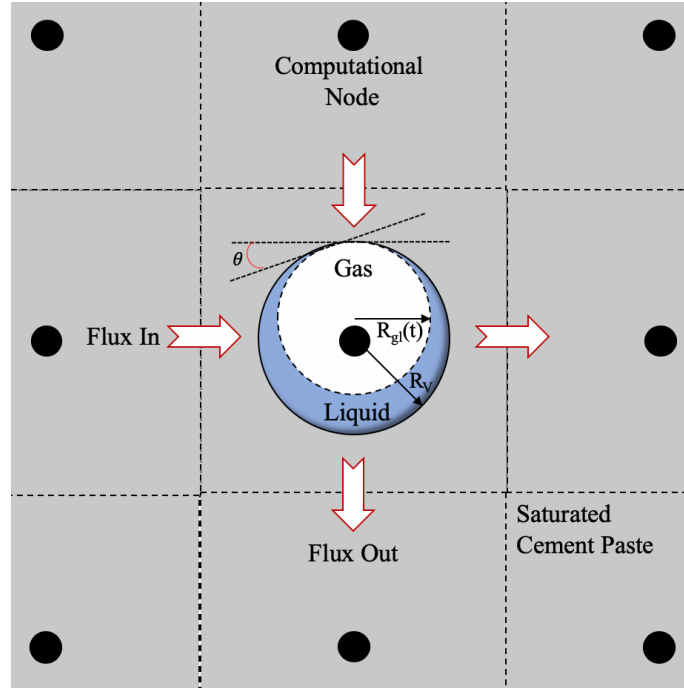 Computational
Node
θ
Gas
Flux In
R_gl(t)
R_V
Liquid
Flux Out
Saturated
Cement Paste